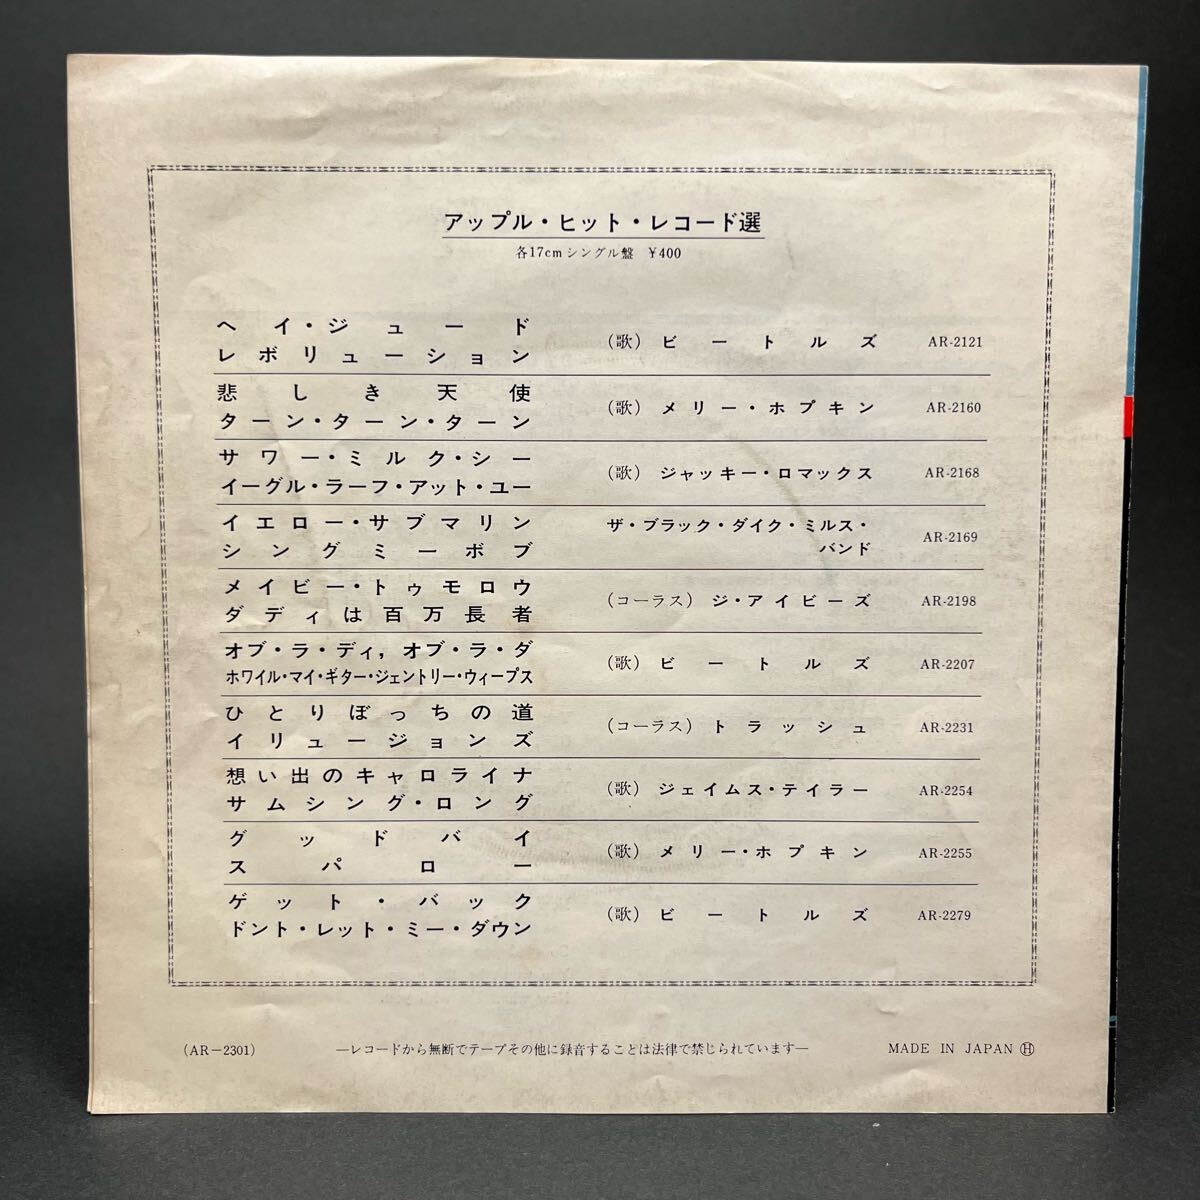 アップル・ヒット・レコード選
各17cmシングル盤 ¥400
ヘイ・ジュード
レボリューション
(歌) ビートルズ AR-2121
悲しき天使
ターン・ターン・ターン
(歌) メリー・ホプキン AR-2160
サワー・ミルク・シー
イーグル・ラーフ・アット・ユー
(歌) ジャッキー・ロマックス AR-2168
イエロー・サブマリン
シングミーボブ
ザ・ブラック・ダイク・ミルス・
バンド
AR-2169
メイビー・トゥモロウ
ダディは百万長者
(コーラス) ジ・アイビーズ AR-2198
オブ・ラ・ディ, オブ・ラ・ダ
ホワイル・マイ・ギター・ジェントリー・ウィープス
(歌) ビートルズ AR-2207
ひとりぼっちの道
イリュージョンズ
(コーラス) トラッシュ AR-2231
想い出のキャロライナ
サムシング・ロング
(歌) ジェイムス・テイラー AR-2254
グッドバイ
スパロー
(歌) メリー・ホプキン AR-2255
ゲット・バック
ドント・レット・ミー・ダウン
(歌) ビートルズ AR-2279
(AR-2301) —レコードから無断でテープその他に録音することは法律で禁じられています— MADE IN JAPAN Ⓗ